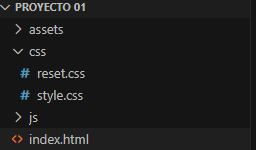 PROYECTO 01
assets
css
# reset.css
# style.css
js
<> index.html